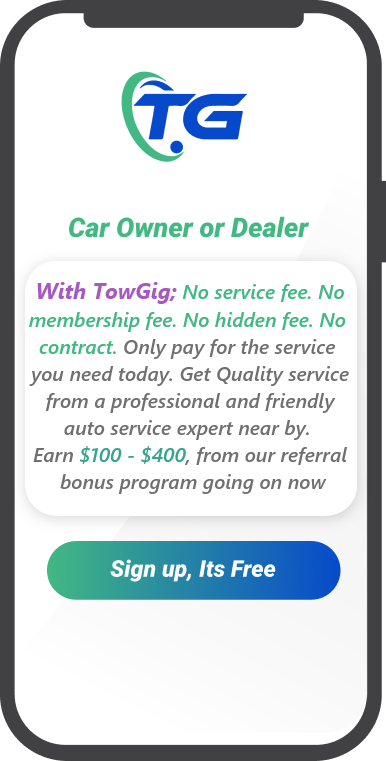 TG
Car Owner or Dealer
With TowGig; No service fee. No
membership fee. No hidden fee. No
contract. Only pay for the service
you need today. Get Quality service
from a professional and friendly
auto service expert near by.
Earn $100 - $400, from our referral
bonus program going on now
Sign up, Its Free